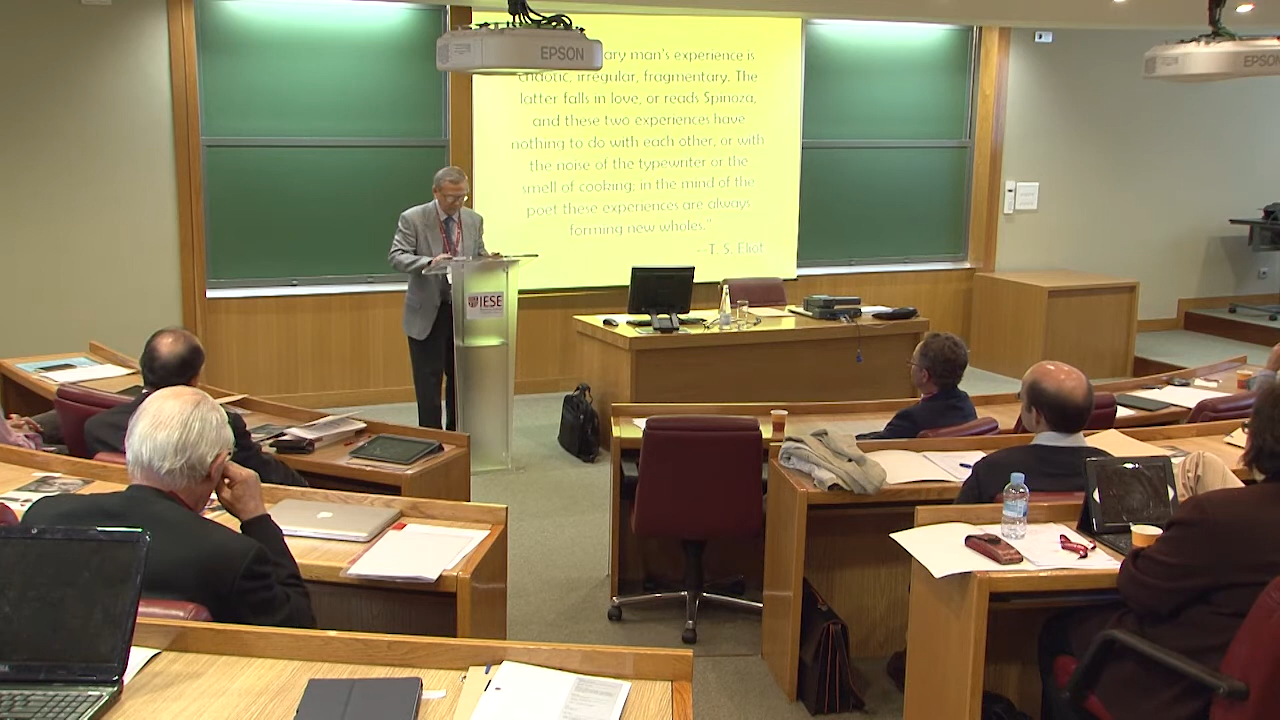 EPSON
EPSON
ary man's experience is
chaotic, irregular, fragmentary. The
latter falls in love, or reads Spinoza,
and these two experiences have
nothing to do with each other, or with
the noise of the typewriter or the
smell of cooking; in the mind of the
poet these experiences are always
forming new wholes."
--T. S. Eliot
IESE